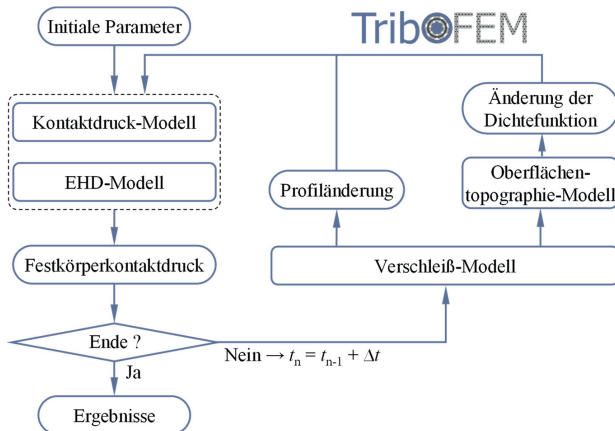 Initiale Parameter
TriboFEM
Kontaktdruck-Modell
EHD-Modell
Festkörperkontaktdruck
Ende ?
Ja
Ergebnisse
Nein → tn = tn-1 + Δt
Verschleiß-Modell
Profiländerung
Oberflächen-
topographie-Modell
Änderung der
Dichtefunktion